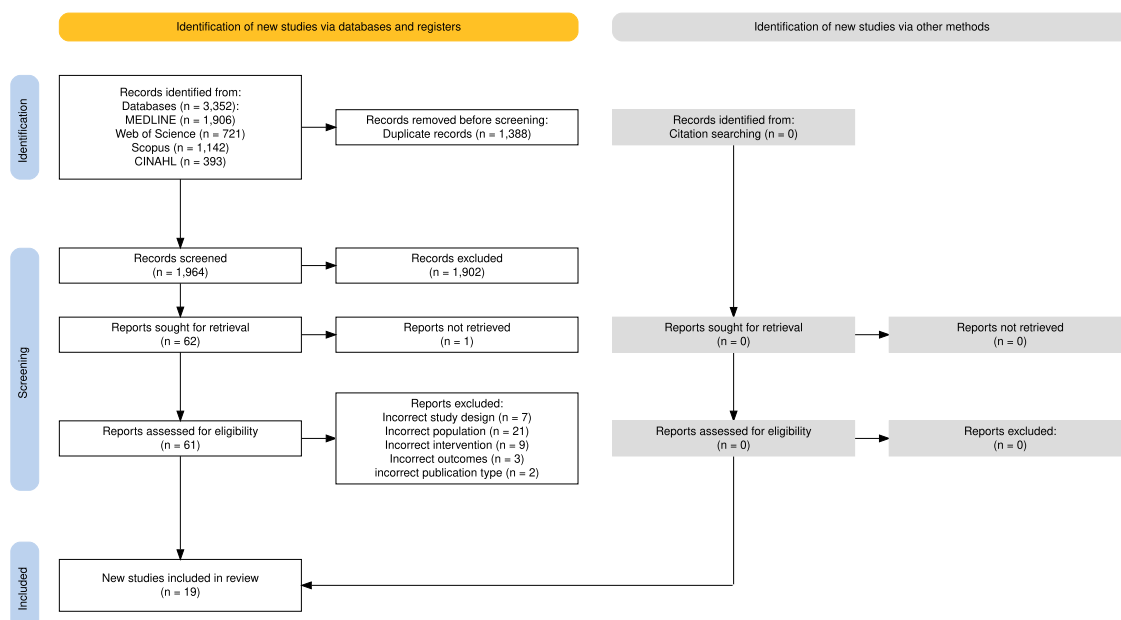 Identification of new studies via databases and registers
Identification of new studies via other methods
Identification
Records identified from:
Databases (n = 3,352):
MEDLINE (n = 1,906)
Web of Science (n = 721)
Scopus (n = 1,142)
CINAHL (n = 393)
Records removed before screening:
Duplicate records (n = 1,388)
Records identified from:
Citation searching (n = 0)
Screening
Records screened
(n = 1,964)
Records excluded
(n = 1,902)
Reports sought for retrieval
(n = 62)
Reports not retrieved
(n = 1)
Reports sought for retrieval
(n = 0)
Reports not retrieved
(n = 0)
Reports assessed for eligibility
(n = 61)
Reports excluded:
Incorrect study design (n = 7)
Incorrect population (n = 21)
Incorrect intervention (n = 9)
Incorrect outcomes (n = 3)
incorrect publication type (n = 2)
Reports assessed for eligibility
(n = 0)
Reports excluded:
(n = 0)
Included
New studies included in review
(n = 19)